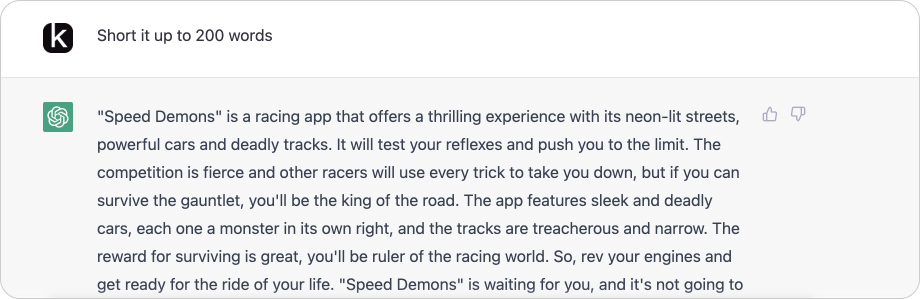 k
Short it up to 200 words
"Speed Demons" is a racing app that offers a thrilling experience with its neon-lit streets,
powerful cars and deadly tracks. It will test your reflexes and push you to the limit. The
competition is fierce and other racers will use every trick to take you down, but if you can
survive the gauntlet, you'll be the king of the road. The app features sleek and deadly
cars, each one a monster in its own right, and the tracks are treacherous and narrow. The
reward for surviving is great, you'll be ruler of the racing world. So, rev your engines and
get ready for the ride of your life. "Speed Demons" is waiting for you, and it's not going to